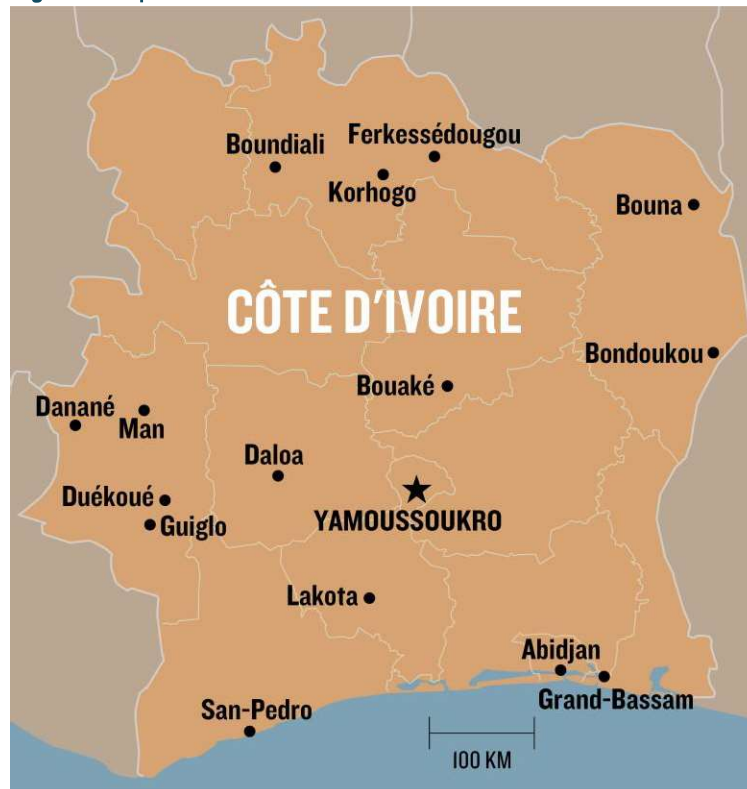 Ferkessédougou
Boundiali
Korhogo
Bouna
CÔTE D'IVOIRE
Bondoukou
Bouaké
Danané
Man
Daloa
Duékoué
Guiglo
YAMOUSSOUKRO
Lakota
Abidjan
Grand-Bassam
San-Pedro
100 KM